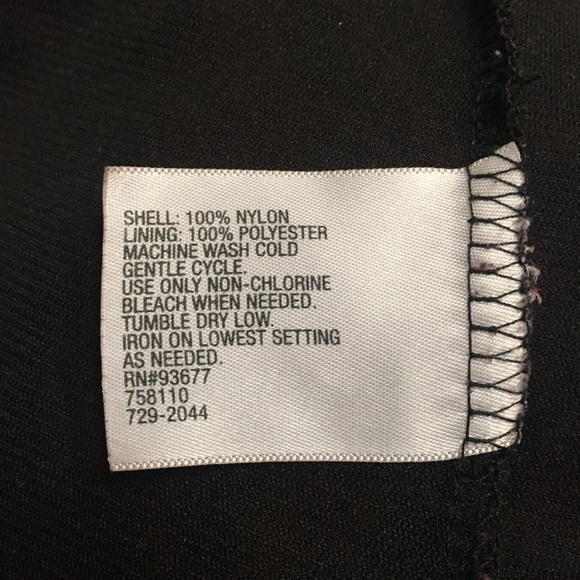 SHELL: 100% NYLON
LINING: 100% POLYESTER
MACHINE WASH COLD
GENTLE CYCLE.
USE ONLY NON-CHLORINE
BLEACH WHEN NEEDED.
TUMBLE DRY LOW.
IRON ON LOWEST SETTING
AS NEEDED.
RN#93677
758110
729-2044